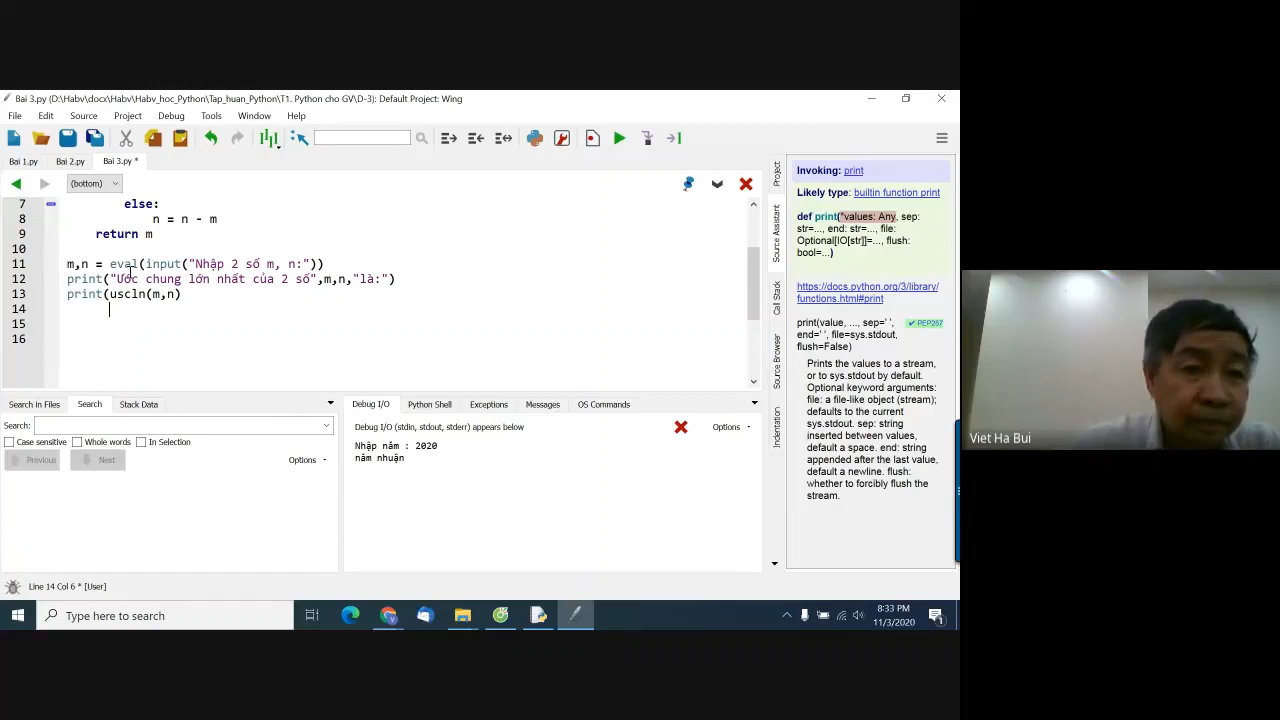 Bai 3.py (D:\Habv\docx\Habv\Habv_hoc_Python\Tap_huan_Python\T1. Python cho GV\D-3): Default Project: Wing
File Edit Source Project Debug Tools Window Help
Bai 1.py Bai 2.py Bai 3.py *
(bottom)
7 else:
8 n = n - m
9 return m
10
11 m,n = eval(input("Nhập 2 số m, n:"))
12 print("Ước chung lớn nhất của 2 số",m,n,"là:")
13 print(uscln(m,n)
14
15
16
Project
Source Assistant
Call Stack
Source Browser
Indentation
Invoking: print
Likely type: builtin function print
def print(*values: Any, sep:
str=..., end: str=..., file:
Optional[IO[str]]=..., flush:
bool=...)
https://docs.python.org/3/library/
functions.html#print
print(value, ..., sep=' ',
end=' ', file=sys.stdout,
flush=False)
✔ PEP287
Prints the values to a stream,
or to sys.stdout by default.
Optional keyword arguments:
file: a file-like object (stream);
defaults to the current
sys.stdout. sep: string
inserted between values,
default a space. end: string
appended after the last value,
default a newline. flush:
whether to forcibly flush the
stream.
Search in Files Search Stack Data
Search:
Case sensitive Whole words In Selection
Previous Next Options
Debug I/O Python Shell Exceptions Messages OS Commands
Debug I/O (stdin, stdout, stderr) appears below
Options
Nhập năm : 2020
năm nhuận
Line 14 Col 6 * [User]
Type here to search
8:33 PM
11/3/2020
1
Viet Ha Bui